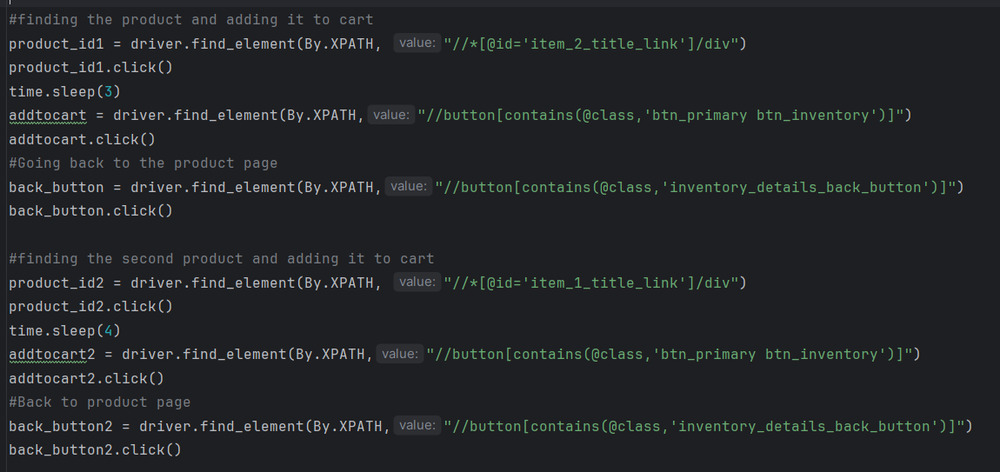 #finding the product and adding it to cart
product_id1 = driver.find_element(By.XPATH, value: "//*[@id='item_2_title_link']/div")
product_id1.click()
time.sleep(3)
addtocart = driver.find_element(By.XPATH, value: "//button[contains(@class,'btn_primary btn_inventory')]")
addtocart.click()
#Going back to the product page
back_button = driver.find_element(By.XPATH, value: "//button[contains(@class,'inventory_details_back_button')]")
back_button.click()

#finding the second product and adding it to cart
product_id2 = driver.find_element(By.XPATH, value: "//*[@id='item_1_title_link']/div")
product_id2.click()
time.sleep(4)
addtocart2 = driver.find_element(By.XPATH, value: "//button[contains(@class,'btn_primary btn_inventory')]")
addtocart2.click()
#Back to product page
back_button2 = driver.find_element(By.XPATH, value: "//button[contains(@class,'inventory_details_back_button')]")
back_button2.click()